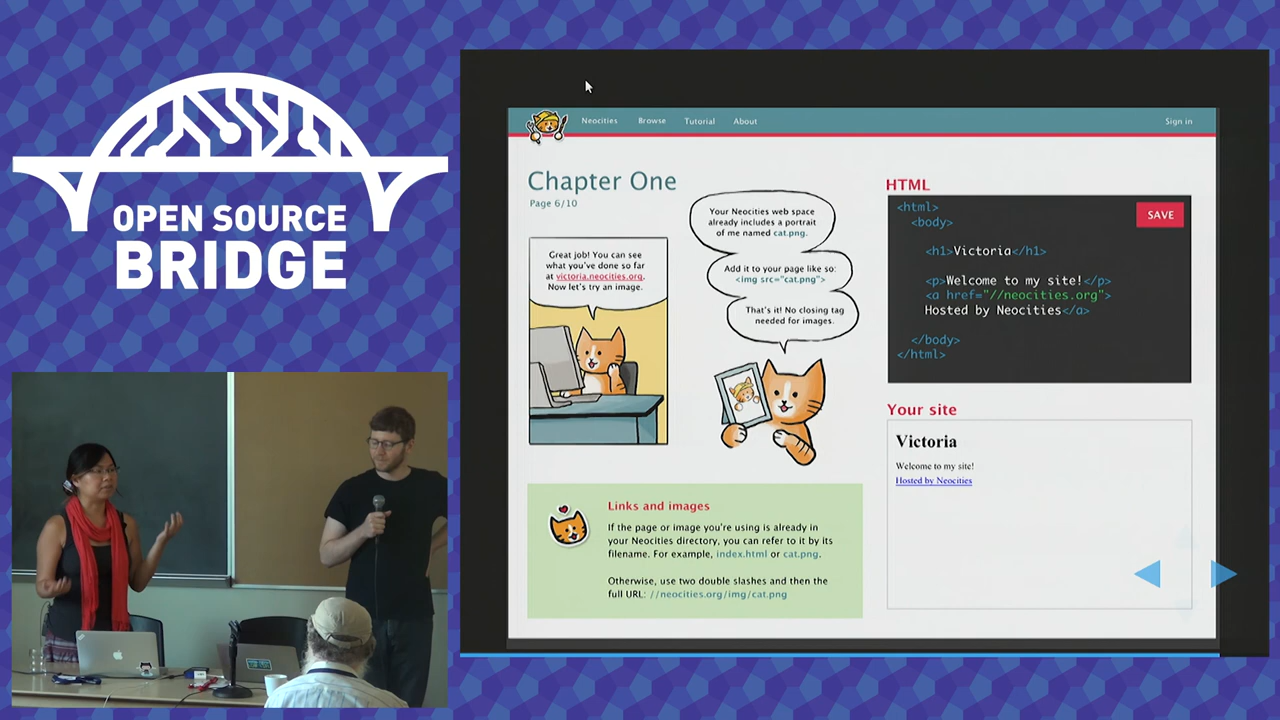 OPEN SOURCE
BRIDGE
Neocities
Browse
Tutorial
About
Sign in
Chapter One
Page 6/10
Great job! You can see
what you've done so far
at victoria.neocities.org.
Now let's try an image.
Your Neocities web space
already includes a portrait
of me named cat.png.
Add it to your page like so:
<img src="cat.png">
That's it! No closing tag
needed for images.
Links and images
If the page or image you're using is already in
your Neocities directory, you can refer to it by its
filename. For example, index.html or cat.png.
Otherwise, use two double slashes and then the
full URL: //neocities.org/img/cat.png
HTML
SAVE
<html>
<body>
<h1>Victoria</h1>
<p>Welcome to my site!</p>
<a href="//neocities.org">
Hosted by Neocities</a>
</body>
</html>
Your site
Victoria
Welcome to my site!
Hosted by Neocities